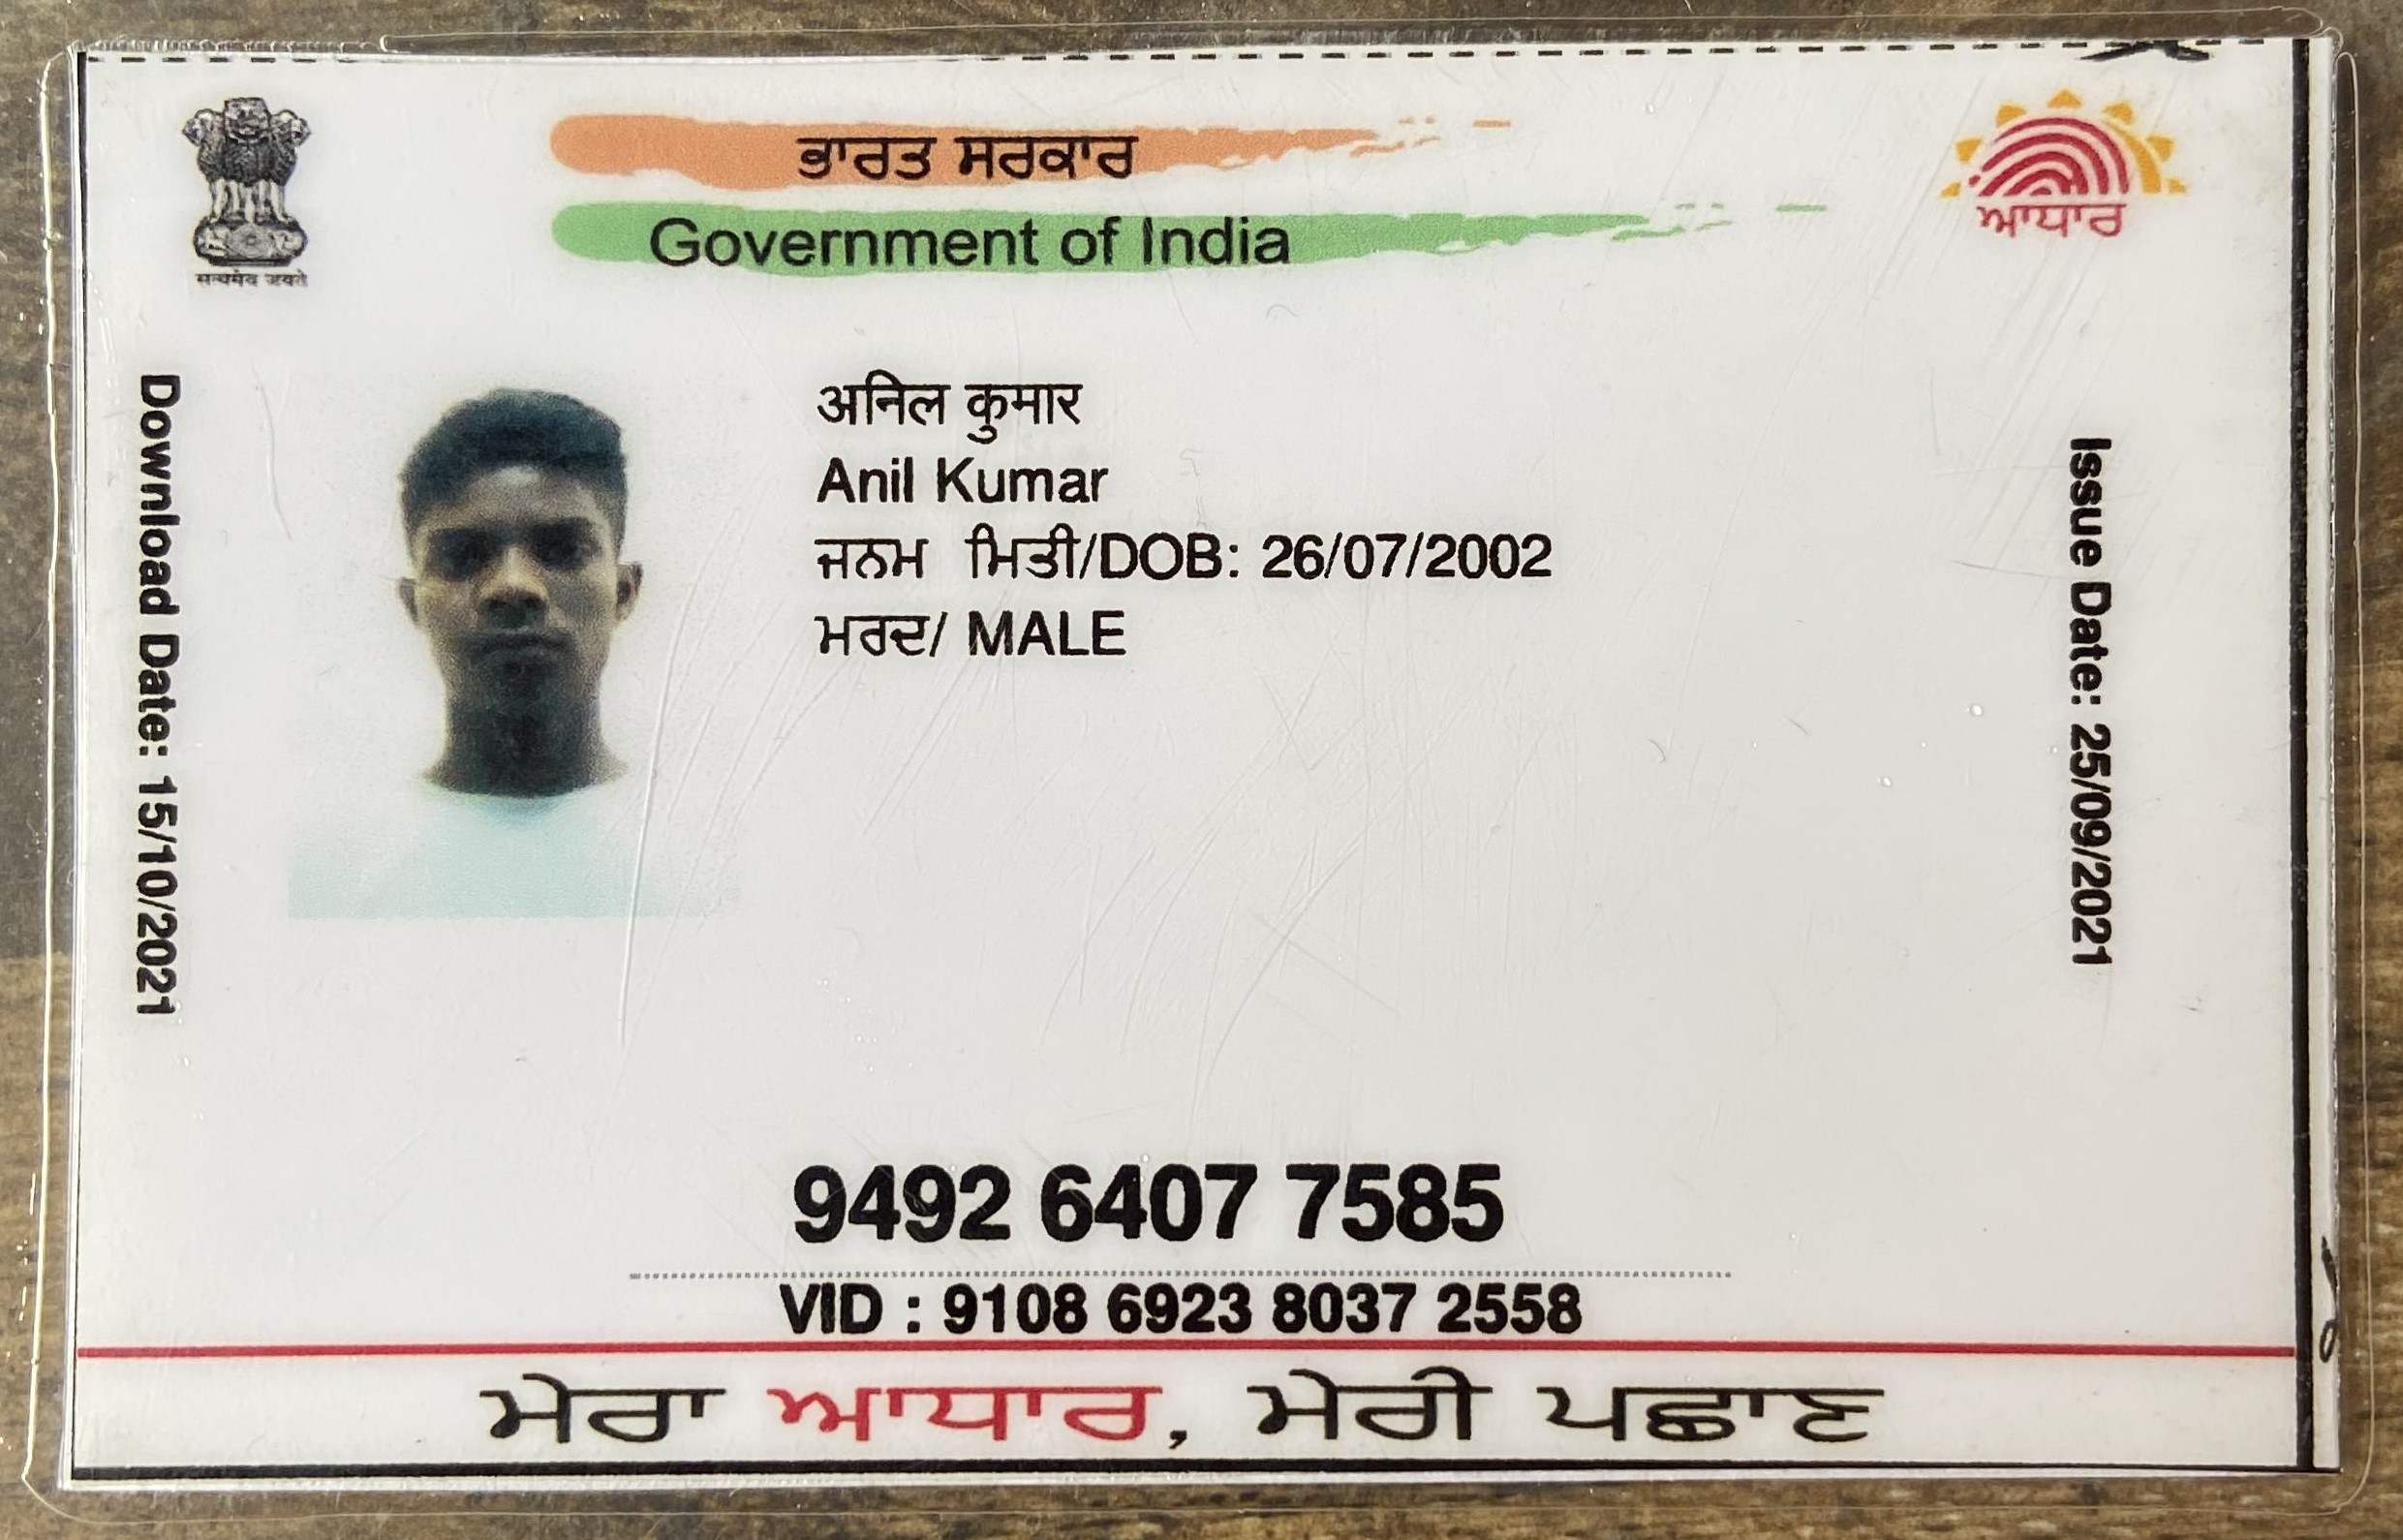 ਭਾਰਤ ਸਰਕਾਰ
Government of India
सत्यमेव जयते
ਆਧਾਰ
Download Date: 15/10/2021
अनिल कुमार
Anil Kumar
ਜਨਮ ਮਿਤੀ/DOB: 26/07/2002
ਮਰਦ/ MALE
Issue Date: 25/09/2021
9492 6407 7585
VID : 9108 6923 8037 2558
ਮੇਰਾ ਆਧਾਰ, ਮੇਰੀ ਪਛਾਣ